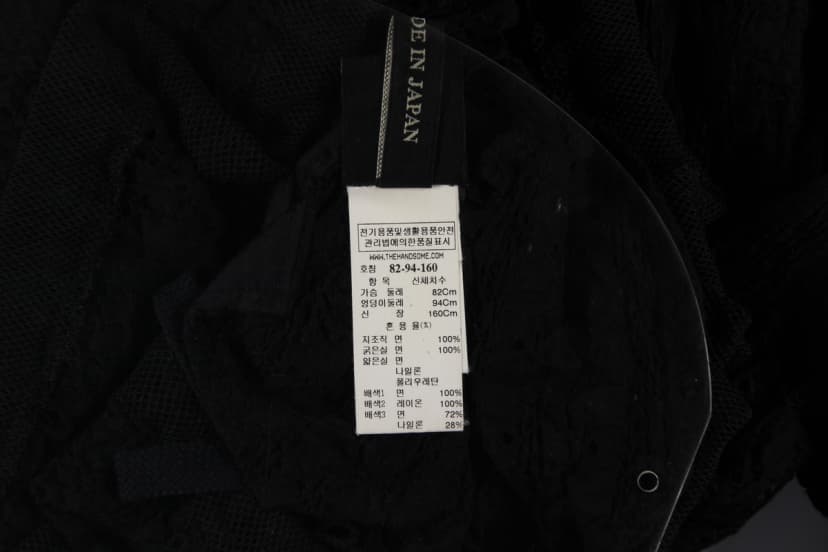 DE IN JAPAN
전기용품및생활용품안전
관리법에의한품질표시
WWW.THEHANDSOME.COM
호칭 82-94-160
항 목 신체치수
가슴 둘레 82Cm
엉덩이둘레 94Cm
신 장 160Cm
혼 용 율(%)
지조직 면 100%
굵은실 면 100%
얇은실 면
나일론
폴리우레탄
배색1 면 100%
배색2 레이온 100%
배색3 면 72%
나일론 28%